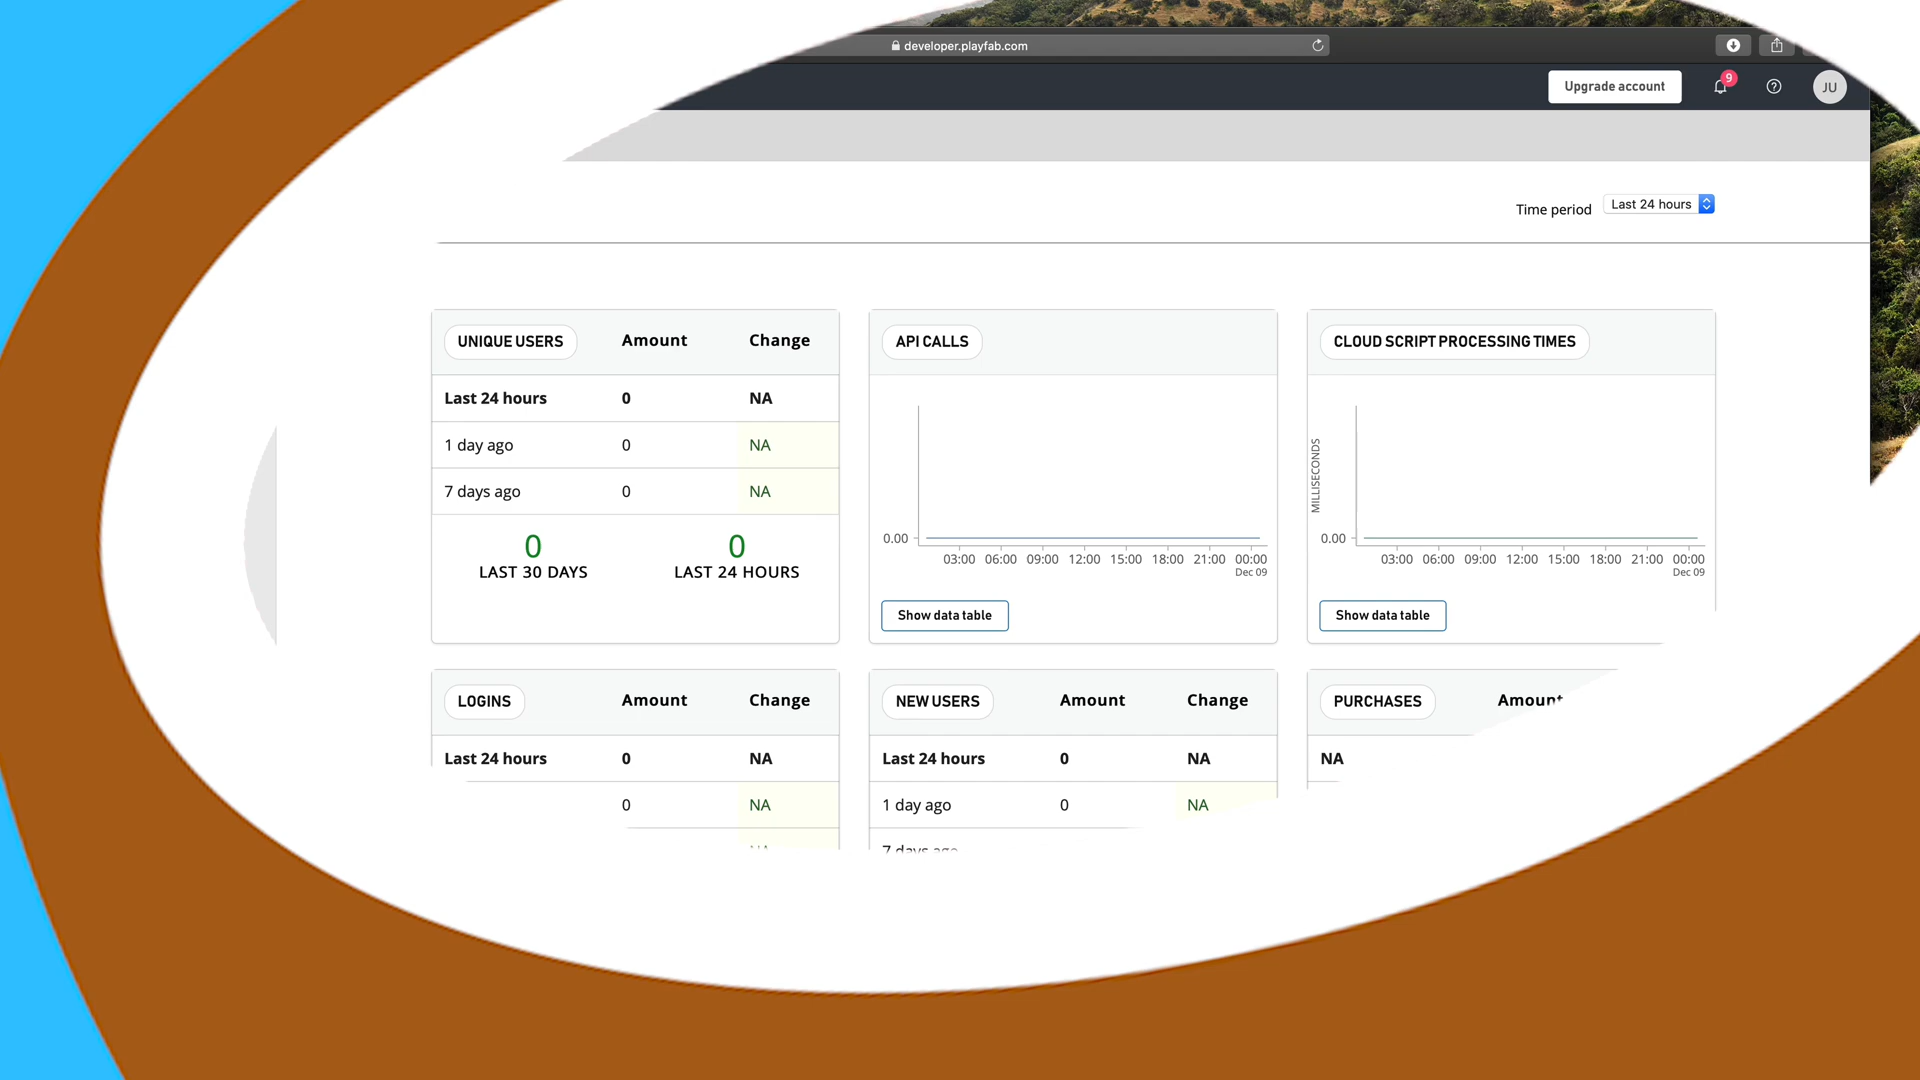 developer.playfab.com
Upgrade account
9
JU
Time period
Last 24 hours
UNIQUE USERS Amount Change
Last 24 hours 0 NA
1 day ago 0 NA
7 days ago 0 NA
0 0
LAST 30 DAYS LAST 24 HOURS
API CALLS
0.00
03:00 06:00 09:00 12:00 15:00 18:00 21:00 00:00
Dec 09
Show data table
CLOUD SCRIPT PROCESSING TIMES
MILLISECONDS
0.00
03:00 06:00 09:00 12:00 15:00 18:00 21:00 00:00
Dec 09
Show data table
LOGINS Amount Change
Last 24 hours 0 NA
0 NA
NEW USERS Amount Change
Last 24 hours 0 NA
1 day ago 0 NA
7 days ago
PURCHASES Amount
NA